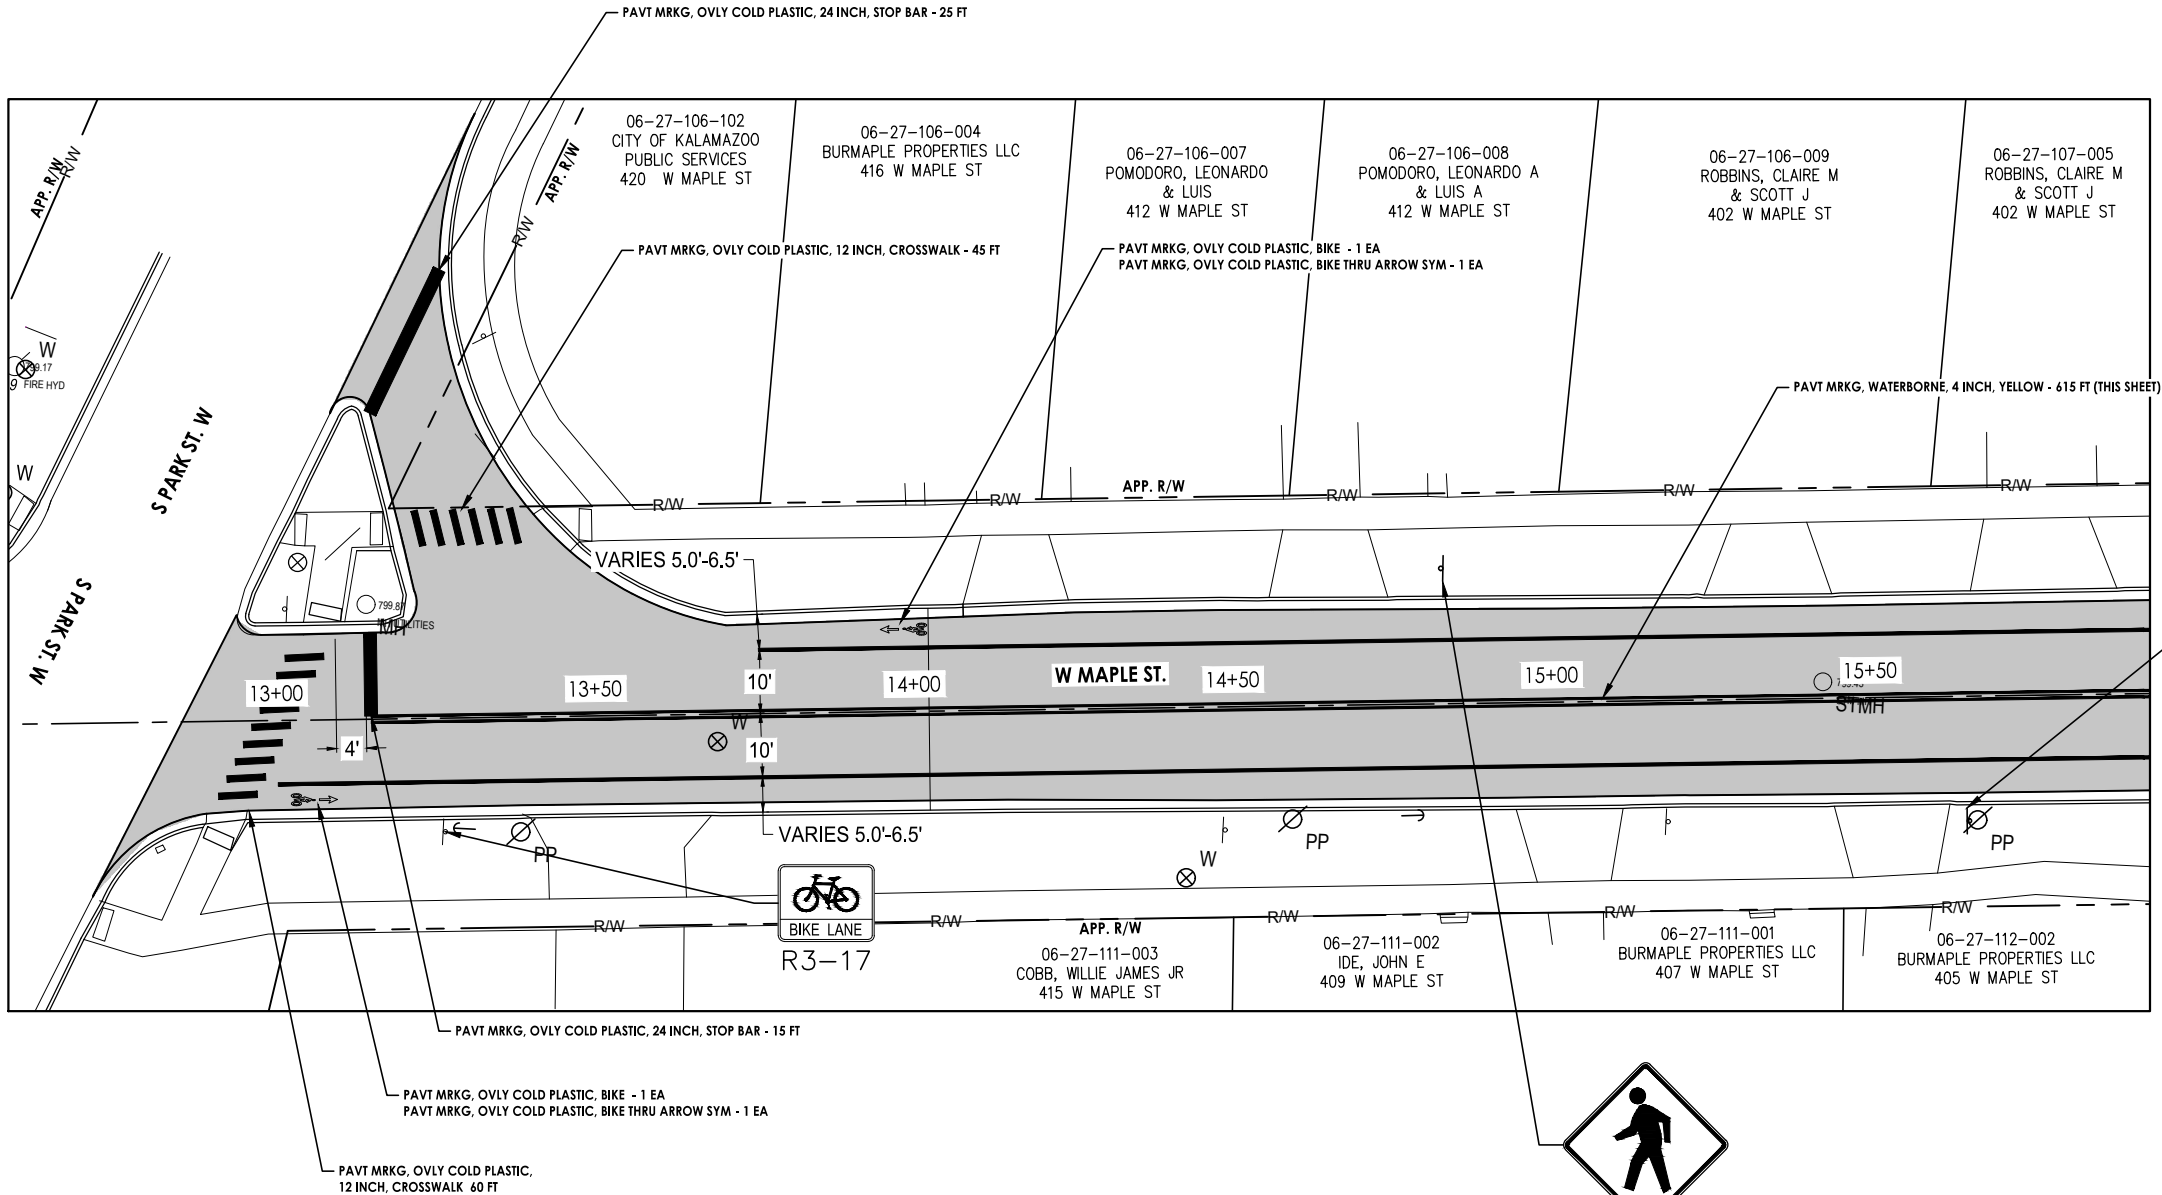 PAVT MRKG, OVLY COLD PLASTIC, 24 INCH, STOP BAR - 25 FT
06-27-106-102
CITY OF KALAMAZOO
PUBLIC SERVICES
420 W MAPLE ST
06-27-106-004
BURMAPLE PROPERTIES LLC
416 W MAPLE ST
06-27-106-007
POMODORO, LEONARDO
& LUIS
412 W MAPLE ST
06-27-106-008
POMODORO, LEONARDO A
& LUIS A
412 W MAPLE ST
06-27-106-009
ROBBINS, CLAIRE M
& SCOTT J
402 W MAPLE ST
06-27-107-005
ROBBINS, CLAIRE M
& SCOTT J
402 W MAPLE ST
APP. R/W
R/W
APP. R/W
R/W
PAVT MRKG, OVLY COLD PLASTIC, 12 INCH, CROSSWALK - 45 FT
PAVT MRKG, OVLY COLD PLASTIC, BIKE - 1 EA
PAVT MRKG, OVLY COLD PLASTIC, BIKE THRU ARROW SYM - 1 EA
W
799.17
9 FIRE HYD
PAVT MRKG, WATERBORNE, 4 INCH, YELLOW - 615 FT (THIS SHEET)
S PARK ST. W
W
R/W
R/W
APP. R/W
R/W
R/W
R/W
VARIES 5.0'-6.5'
S PARK ST. W
799.8
MH
UTILITIES
13+00
13+50
10'
14+00
W MAPLE ST.
14+50
15+00
15+50
STMH
W
4'
10'
VARIES 5.0'-6.5'
PP
PP
PP
W
BIKE LANE
R3-17
R/W
R/W
APP. R/W
R/W
R/W
R/W
06-27-111-003
COBB, WILLIE JAMES JR
415 W MAPLE ST
06-27-111-002
IDE, JOHN E
409 W MAPLE ST
06-27-111-001
BURMAPLE PROPERTIES LLC
407 W MAPLE ST
06-27-112-002
BURMAPLE PROPERTIES LLC
405 W MAPLE ST
PAVT MRKG, OVLY COLD PLASTIC, 24 INCH, STOP BAR - 15 FT
PAVT MRKG, OVLY COLD PLASTIC, BIKE - 1 EA
PAVT MRKG, OVLY COLD PLASTIC, BIKE THRU ARROW SYM - 1 EA
PAVT MRKG, OVLY COLD PLASTIC,
12 INCH, CROSSWALK 60 FT